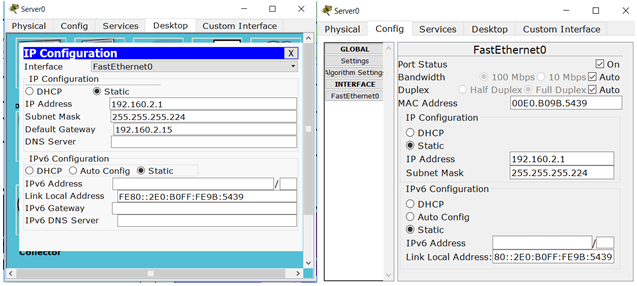 Server0
Physical Config Services Desktop Custom Interface
IP Configuration X
Interface FastEthernet0
IP Configuration
DHCP Static
IP Address 192.160.2.1
Subnet Mask 255.255.255.224
Default Gateway 192.160.2.15
DNS Server
IPv6 Configuration
DHCP Auto Config Static
IPv6 Address /
Link Local Address FE80::2E0:B0FF:FE9B:5439
IPv6 Gateway
IPv6 DNS Server
Collector
Server0
Physical Config Services Desktop Custom Interface
GLOBAL
Settings
Algorithm Settings
INTERFACE
FastEthernet0
FastEthernet0
Port Status On
Bandwidth 100 Mbps 10 Mbps Auto
Duplex Half Duplex Full Duplex Auto
MAC Address 00E0.B09B.5439
IP Configuration
DHCP
Static
IP Address 192.160.2.1
Subnet Mask 255.255.255.224
IPv6 Configuration
DHCP
Auto Config
Static
IPv6 Address /
Link Local Address: 80::2E0:B0FF:FE9B:5439